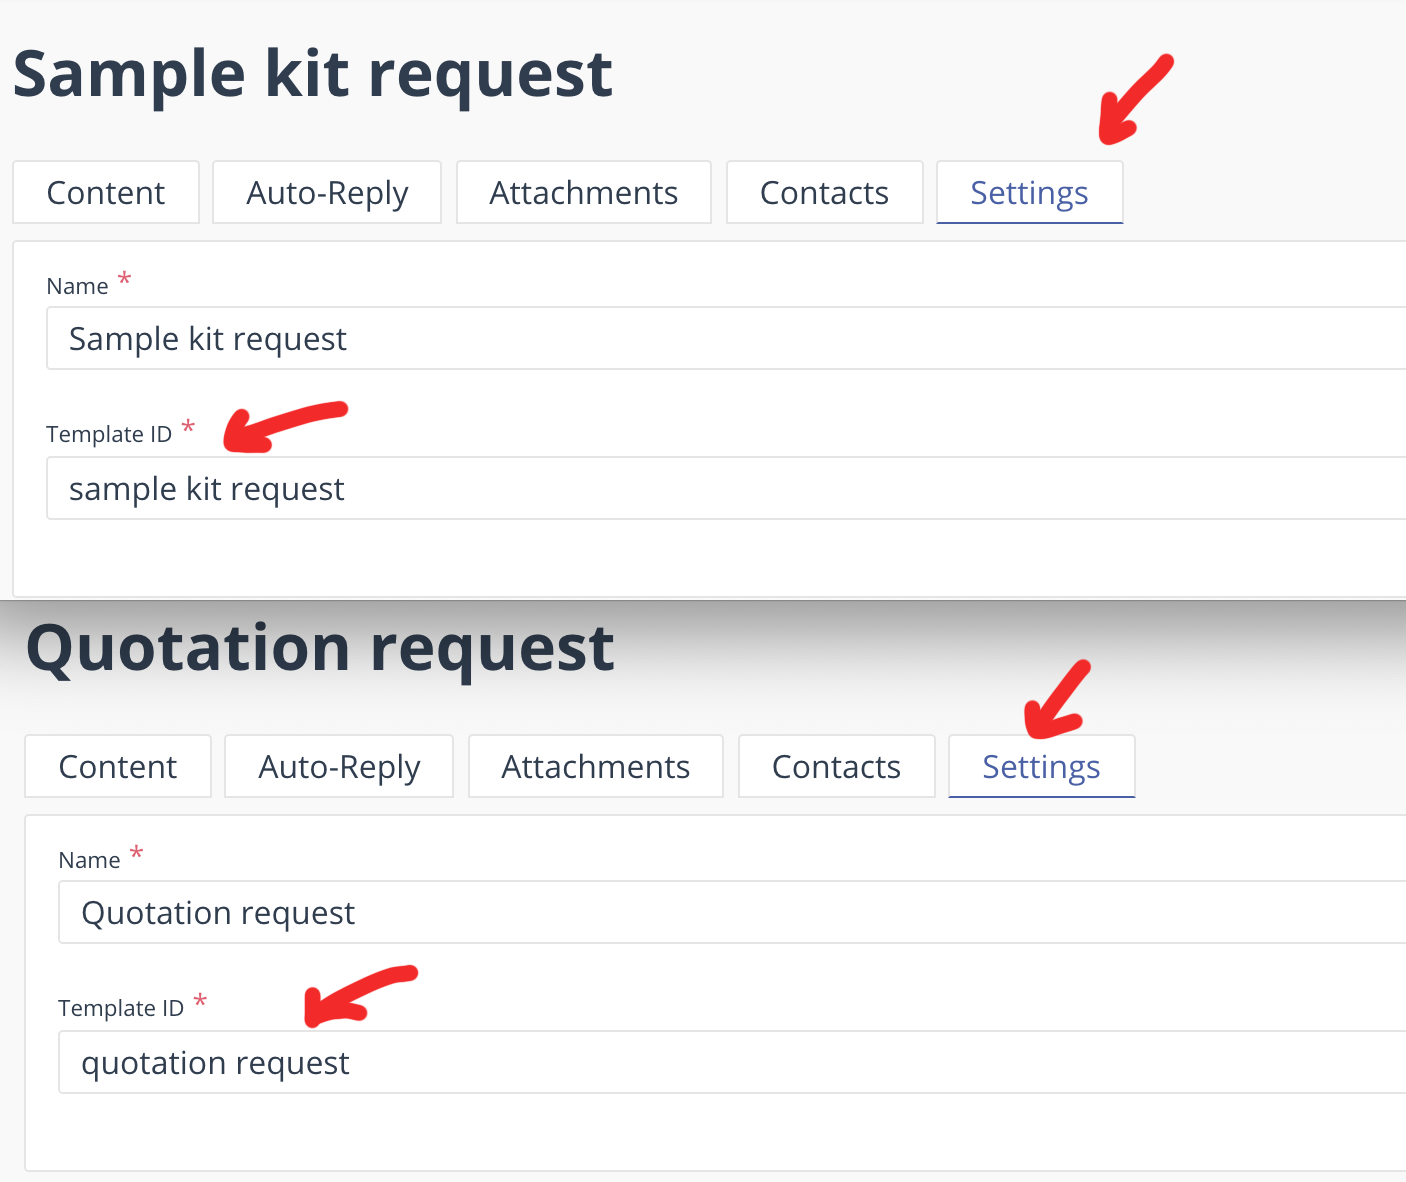 Sample kit request
Content Auto-Reply Attachments Contacts Settings
Name *
Sample kit request
Template ID *
sample kit request
Quotation request
Content Auto-Reply Attachments Contacts Settings
Name *
Quotation request
Template ID *
quotation request